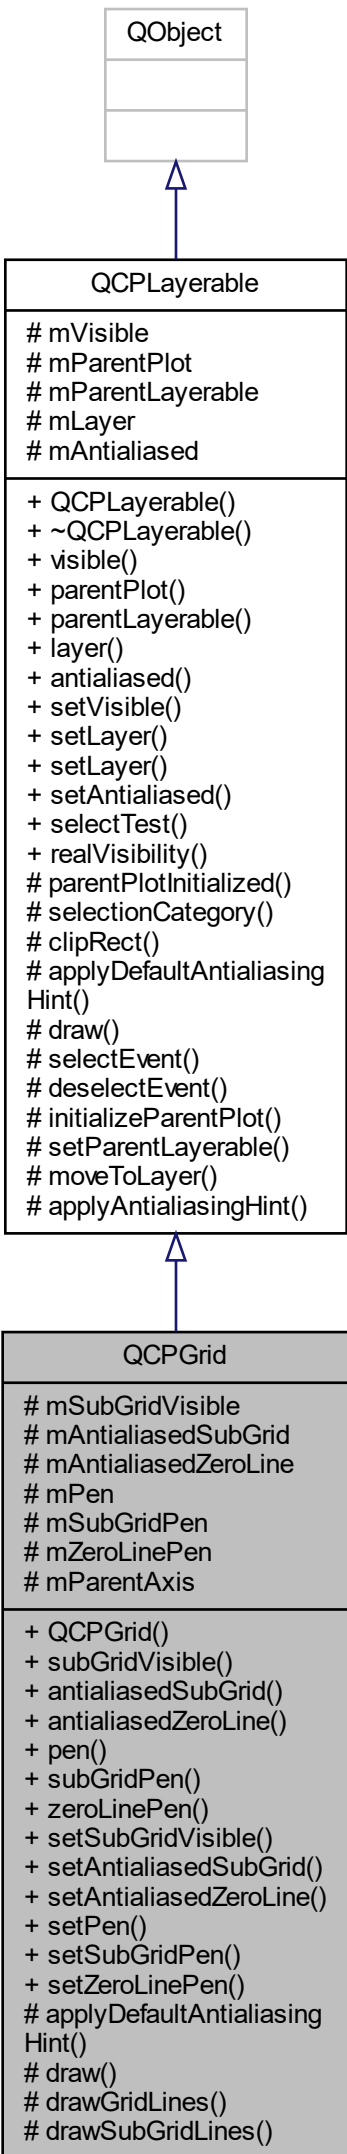 QObject
QCPLayerable
# mVisible
# mParentPlot
# mParentLayerable
# mLayer
# mAntialiased
+ QCPLayerable()
+ ~QCPLayerable()
+ visible()
+ parentPlot()
+ parentLayerable()
+ layer()
+ antialiased()
+ setVisible()
+ setLayer()
+ setLayer()
+ setAntialiased()
+ selectTest()
+ realVisibility()
# parentPlotInitialized()
# selectionCategory()
# clipRect()
# applyDefaultAntialiasing
Hint()
# draw()
# selectEvent()
# deselectEvent()
# initializeParentPlot()
# setParentLayerable()
# moveToLayer()
# applyAntialiasingHint()
QCPGrid
# mSubGridVisible
# mAntialiasedSubGrid
# mAntialiasedZeroLine
# mPen
# mSubGridPen
# mZeroLinePen
# mParentAxis
+ QCPGrid()
+ subGridVisible()
+ antialiasedSubGrid()
+ antialiasedZeroLine()
+ pen()
+ subGridPen()
+ zeroLinePen()
+ setSubGridVisible()
+ setAntialiasedSubGrid()
+ setAntialiasedZeroLine()
+ setPen()
+ setSubGridPen()
+ setZeroLinePen()
# applyDefaultAntialiasing
Hint()
# draw()
# drawGridLines()
# drawSubGridLines()